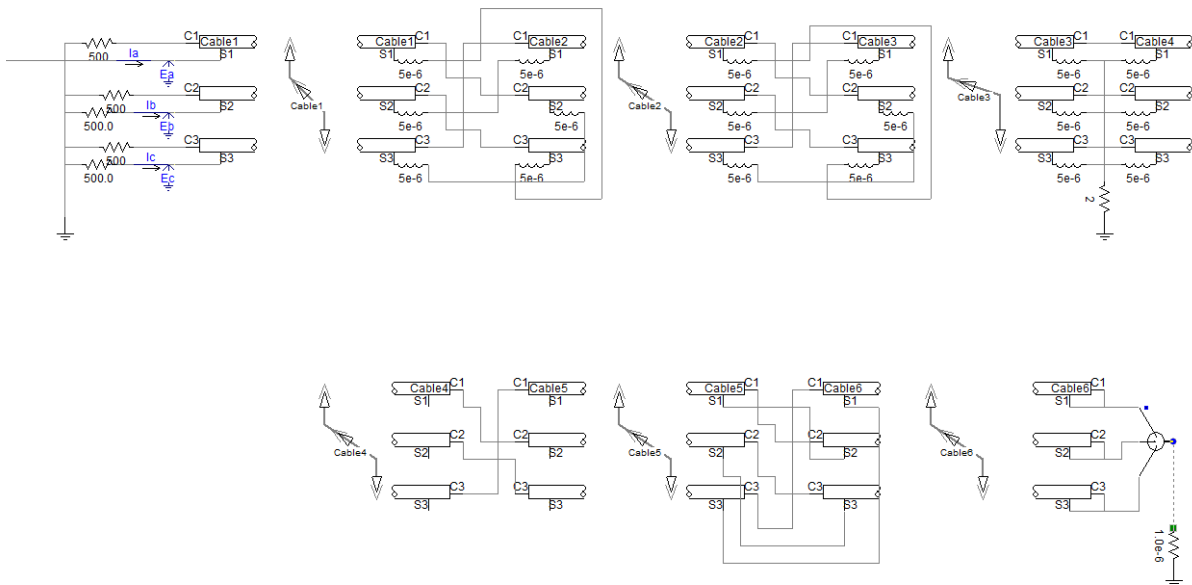 C1 Cable1
500 Ia S1
Ea
C2
500 Ib S2
500.0 Eb
C3
500 Ic S3
500.0 Ec
Cable1
Cable1 C1 C1 Cable2
S1 S1
5e-6 5e-6
C2 C2
S2 S2
5e-6 5e-6
C3 C3
S3 S3
5e-6 5e-6
Cable2
Cable2 C1 C1 Cable3
S1 S1
5e-6 5e-6
C2 C2
S2 S2
5e-6 5e-6
C3 C3
S3 S3
5e-6 5e-6
Cable3
Cable3 C1 C1 Cable4
S1 S1
5e-6 5e-6
C2 C2
S2 S2
5e-6 5e-6
C3 C3
S3 S3
5e-6 5e-6
2
Cable4 C1 C1 Cable5
S1 S1
C2 C2
S2 S2
C3 C3
S3 S3
Cable4
Cable5 C1 C1 Cable6
S1 S1
C2 C2
S2 S2
C3 C3
S3 S3
Cable5
Cable6 C1
S1
C2
S2
C3
S3
Cable6
1.0e-6